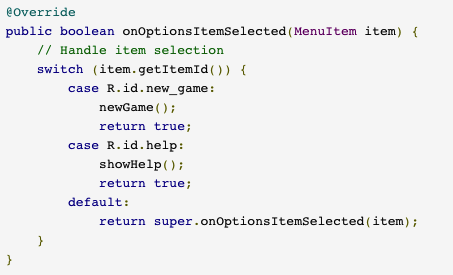 @Override
public boolean onOptionsItemSelected(MenuItem item) {
    // Handle item selection
    switch (item.getItemId()) {
        case R.id.new_game:
            newGame();
            return true;
        case R.id.help:
            showHelp();
            return true;
        default:
            return super.onOptionsItemSelected(item);
    }
}